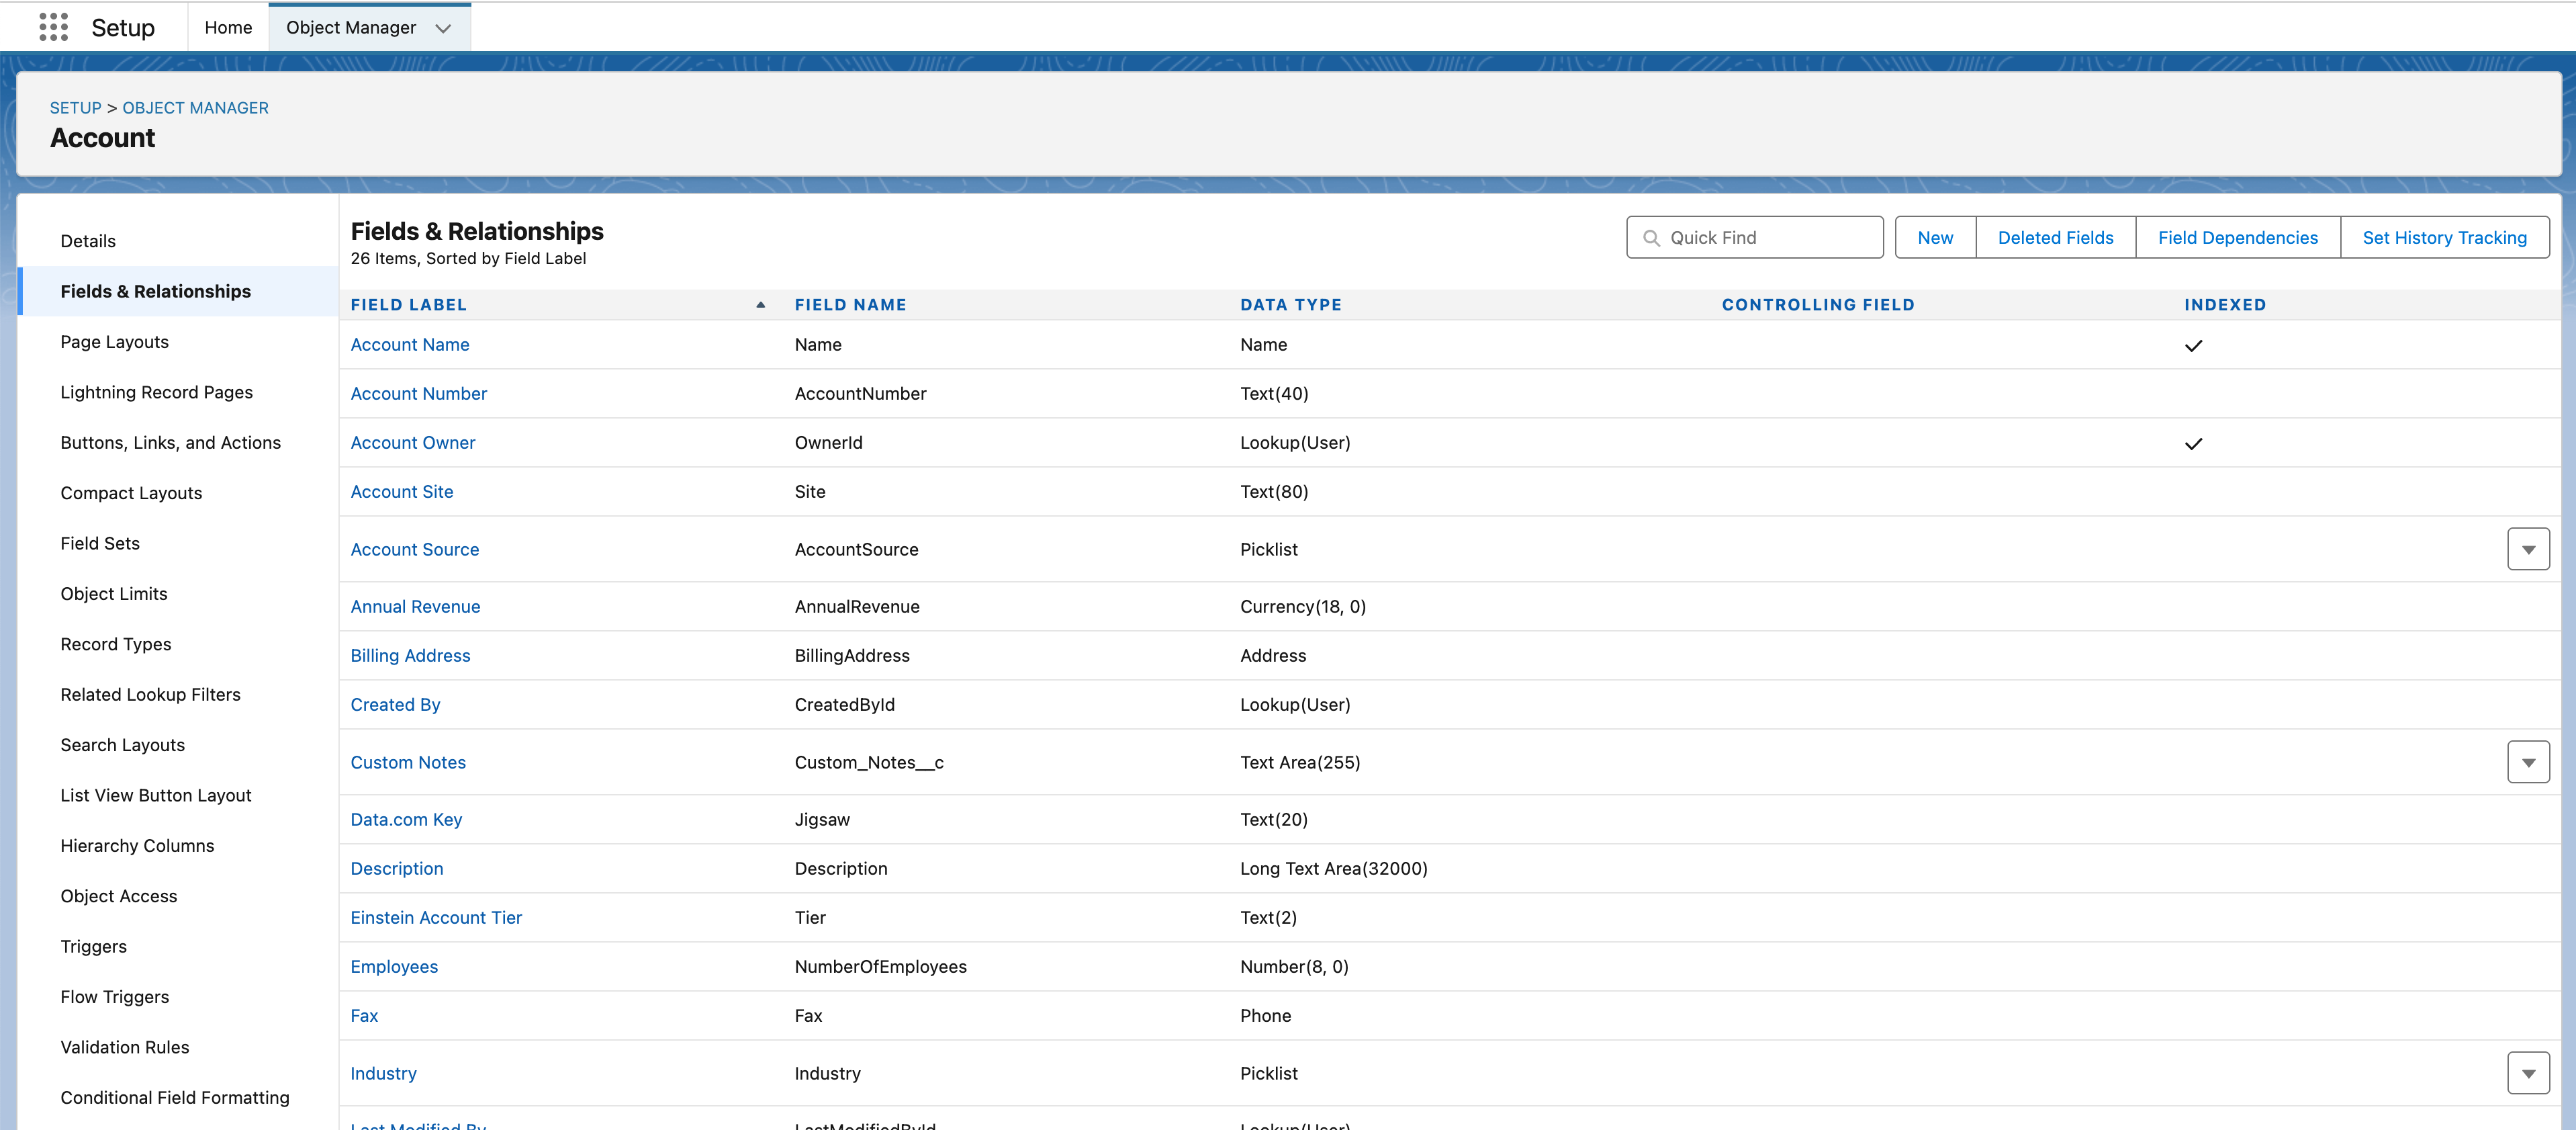 Setup
Home
Object Manager
SETUP > OBJECT MANAGER
Account
Details
Fields & Relationships
Page Layouts
Lightning Record Pages
Buttons, Links, and Actions
Compact Layouts
Field Sets
Object Limits
Record Types
Related Lookup Filters
Search Layouts
List View Button Layout
Hierarchy Columns
Object Access
Triggers
Flow Triggers
Validation Rules
Conditional Field Formatting
Fields & Relationships
26 Items, Sorted by Field Label
Quick Find
New
Deleted Fields
Field Dependencies
Set History Tracking
FIELD LABEL FIELD NAME DATA TYPE CONTROLLING FIELD INDEXED
Account Name Name Name
Account Number AccountNumber Text(40)
Account Owner OwnerId Lookup(User)
Account Site Site Text(80)
Account Source AccountSource Picklist
Annual Revenue AnnualRevenue Currency(18, 0)
Billing Address BillingAddress Address
Created By CreatedById Lookup(User)
Custom Notes Custom_Notes__c Text Area(255)
Data.com Key Jigsaw Text(20)
Description Description Long Text Area(32000)
Einstein Account Tier Tier Text(2)
Employees NumberOfEmployees Number(8, 0)
Fax Fax Phone
Industry Industry Picklist
Last Modified By LastModifiedById Lookup(User)